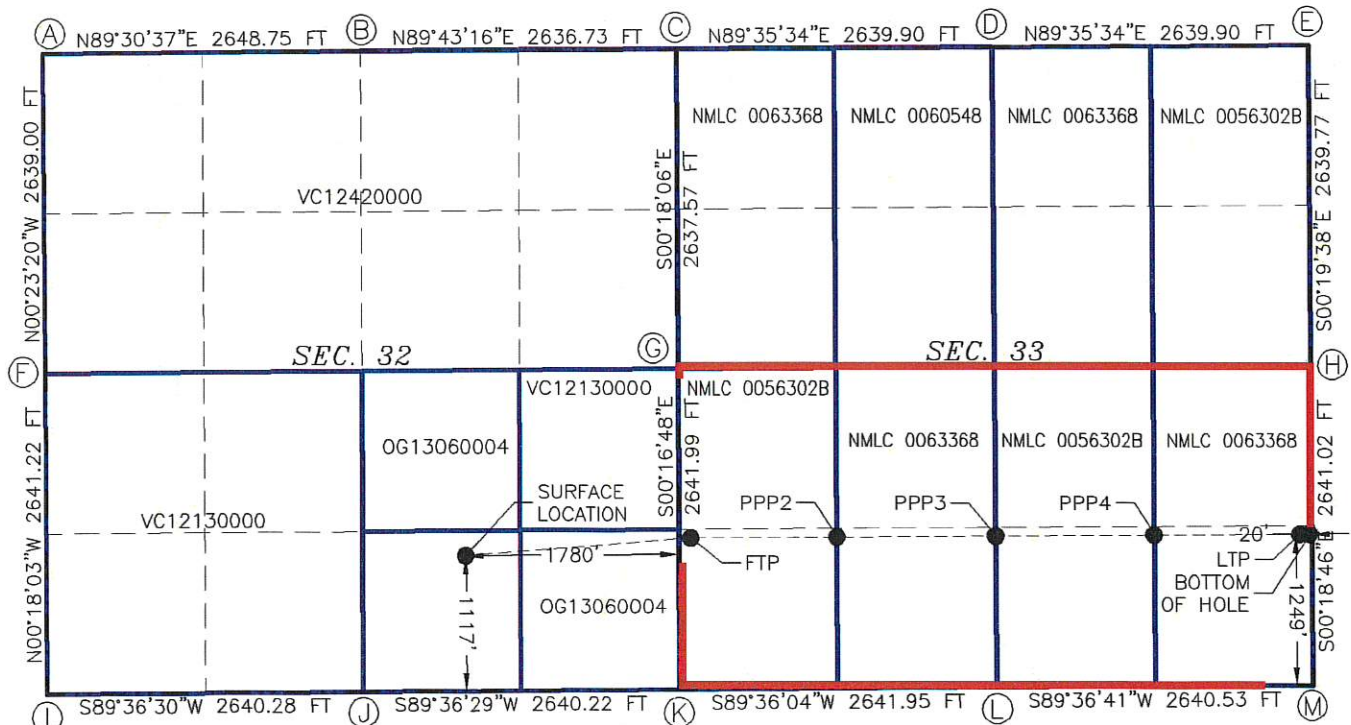 A
B
C
D
E
N89°30'37"E 2648.75 FT
N89°43'16"E 2636.73 FT
N89°35'34"E 2639.90 FT
N89°35'34"E 2639.90 FT
N00°23'20"W 2639.00 FT
S00°18'06"E
2637.57 FT
S00°19'38"E 2639.77 FT
NMLC 0063368
NMLC 0060548
NMLC 0063368
NMLC 0056302B
VC12420000
SEC. 32
SEC. 33
F
G
H
VC12130000
NMLC 0056302B
OG13060004
NMLC 0063368
NMLC 0056302B
NMLC 0063368
N00°18'03"W 2641.22 FT
S00°16'48"E
2641.99 FT
S00°18'46"E 2641.02 FT
SURFACE
LOCATION
VC12130000
PPP2
PPP3
PPP4
20'
1780'
FTP
LTP
BOTTOM
OF HOLE
1117'
OG13060004
1249'
I
J
K
L
M
S89°36'30"W 2640.28 FT
S89°36'29"W 2640.22 FT
S89°36'04"W 2641.95 FT
S89°36'41"W 2640.53 FT